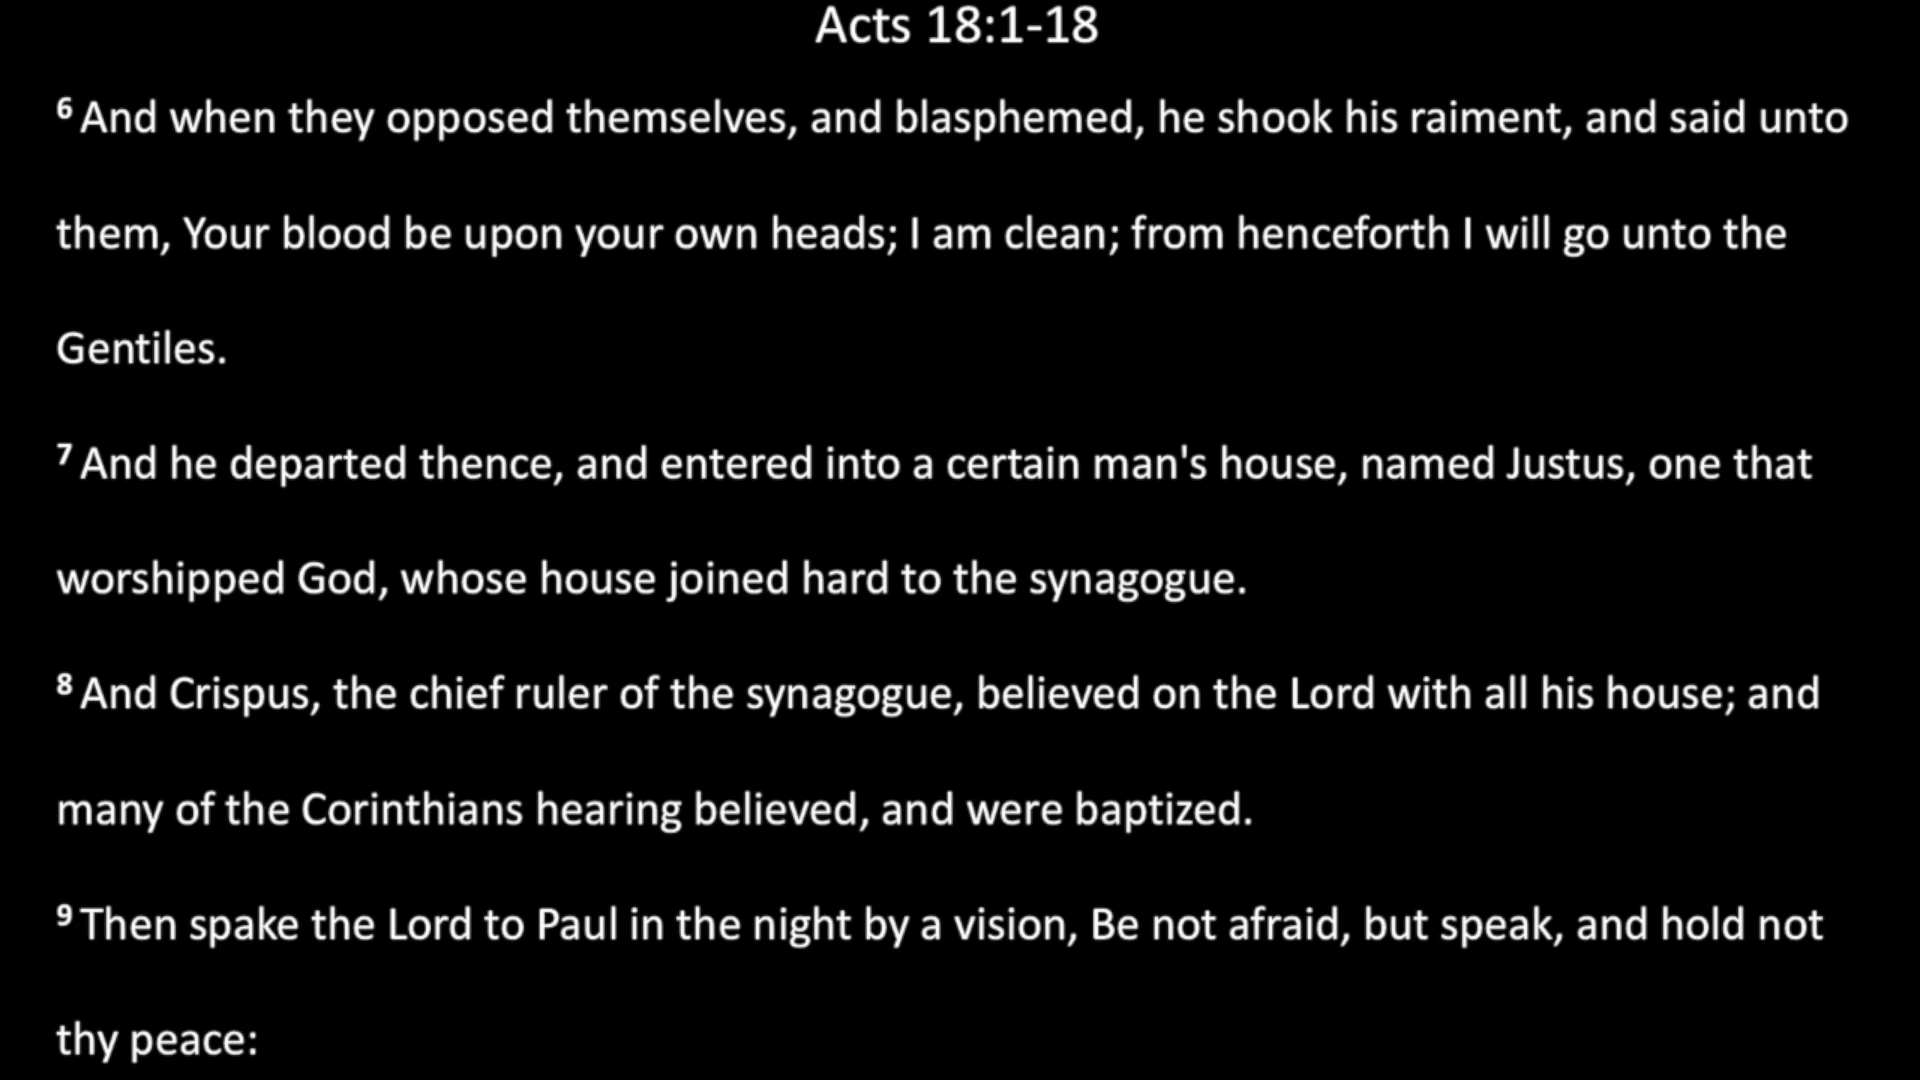 Acts 18:1-18
6 And when they opposed themselves, and blasphemed, he shook his raiment, and said unto
them, Your blood be upon your own heads; I am clean; from henceforth I will go unto the
Gentiles.
7 And he departed thence, and entered into a certain man's house, named Justus, one that
worshipped God, whose house joined hard to the synagogue.
8 And Crispus, the chief ruler of the synagogue, believed on the Lord with all his house; and
many of the Corinthians hearing believed, and were baptized.
9 Then spake the Lord to Paul in the night by a vision, Be not afraid, but speak, and hold not
thy peace: